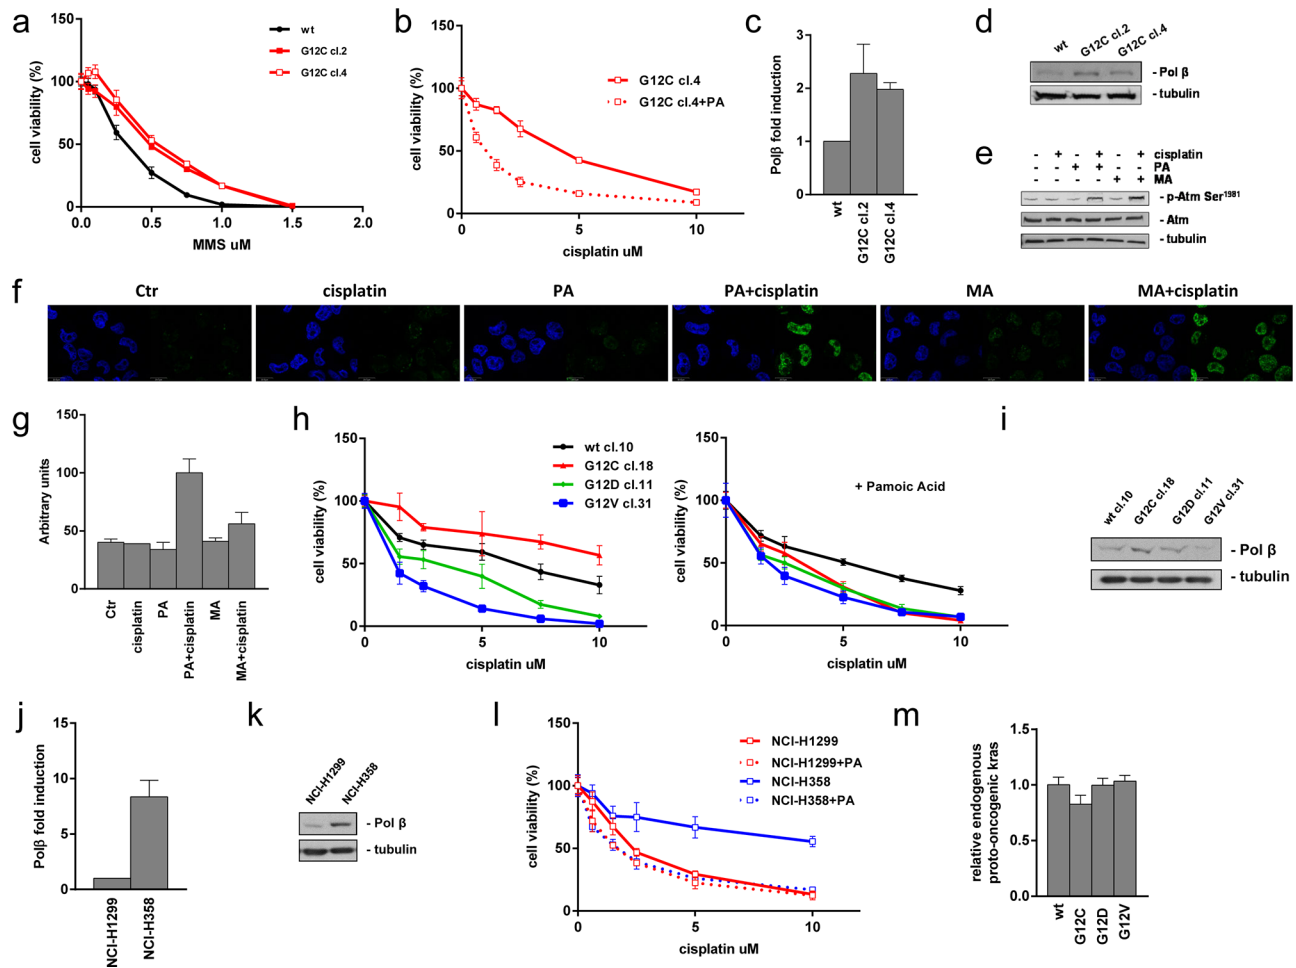 a
150
100
50
0
cell viability (%)
0.0
0.5
1.0
1.5
2.0
MMS uM
wt
G12C cl.2
G12C cl.4
b
150
100
50
0
cell viability (%)
0
5
10
cisplatin uM
G12C cl.4
G12C cl.4+PA
c
3
2
1
0
Polβ fold induction
wt
G12C cl.2
G12C cl.4
d
wt
G12C cl.2
G12C cl.4
- Pol β
- tubulin
e
- + - + - + cisplatin
- - + + - - PA
- - - - + + MA
- p-Atm Ser1981
- Atm
- tubulin
f
Ctr
cisplatin
PA
PA+cisplatin
MA
MA+cisplatin
g
150
100
50
0
Arbitrary units
Ctr
cisplatin
PA
PA+cisplatin
MA
MA+cisplatin
h
150
100
50
0
cell viability (%)
0
5
10
cisplatin uM
wt cl.10
G12C cl.18
G12D cl.11
G12V cl.31
150
100
50
0
cell viability (%)
0
5
10
cisplatin uM
+ Pamoic Acid
i
wt cl.10
G12C cl.18
G12D cl.11
G12V cl.31
- Pol β
- tubulin
j
15
10
5
0
Polβ fold induction
NCI-H1299
NCI-H358
k
NCI-H1299
NCI-H358
- Pol β
- tubulin
l
150
100
50
0
cell viability (%)
0
5
10
cisplatin uM
NCI-H1299
NCI-H1299+PA
NCI-H358
NCI-H358+PA
m
1.5
1.0
0.5
0.0
relative endogenous
proto-oncogenic kras
wt
G12C
G12D
G12V